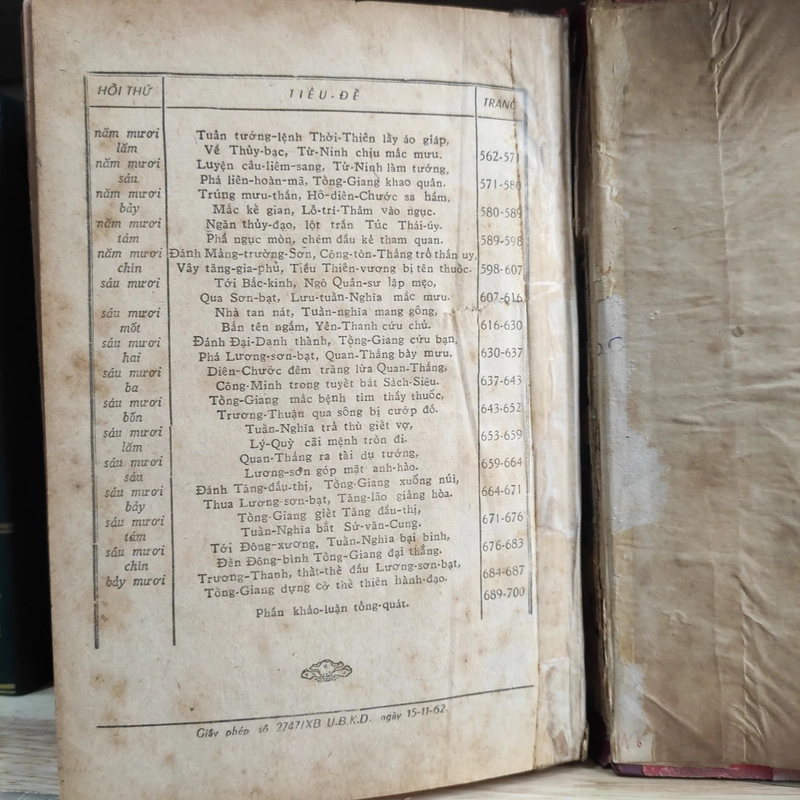 HỒI THỨ TIÊU-ĐỀ TRANG
năm mươi Tuân tướng-lệnh Thời-Thiên lấy áo giáp,
lăm Về Thủy-bạc, Từ-Ninh chịu mắc mưu. 562-571
năm mươi Luyện câu-liêm-sang, Từ-Ninh làm tướng,
sáu Phá liên-hoàn-mã, Tống-Giang khao quân. 571-580
năm mươi Trúng mưu-thần, Hô-diên-Chước sa hầm,
bảy Mắc kế gian, Lỗ-trí-Thâm vào ngục. 580-589
năm mươi Ngăn thủy-đạo, lột trần Túc Thái-úy.
tám Phá ngục môn, chém đầu kẻ tham quan. 589-598
năm mươi Đánh Mảng-trường-Sơn, Công-tôn-Thắng trổ thần uy,
chín Vây tăng-gia-phủ, Tiều Thiên-vương bị tên thuốc. 598-607
sáu mươi Tới Bắc-kinh, Ngô Quân-sư lập mẹo,
Qua Sơn-bạt, Lưu-tuấn-Nghĩa mắc mưu. 607-616
sáu mươi Nhà tan nát, Tuấn-nghĩa mang gông,
mốt Bắn tên ngầm, Yên-Thanh cứu chủ. 616-630
sáu mươi Đánh Đại-Danh thành, Tống-Giang cứu bạn,
hai Phá Lương-sơn-bạt, Quan-Thắng bày mưu. 630-637
sáu mươi Diên-Chước đêm trăng lừa Quan-Thắng,
ba Công-Minh trong tuyết bắt Sách-Siêu. 637-643
sáu mươi Tống-Giang mắc bệnh tìm thầy thuốc,
bốn Trương-Thuận qua sông bị cướp đồ. 643-652
sáu mươi Tuấn-Nghĩa trả thù giết vợ,
lăm Lý-Quỳ cãi mệnh trốn đi. 653-659
sáu mươi Quan-Thắng ra tài dụ tướng,
sáu Lương-sơn góp mặt anh-hào. 659-664
sáu mươi Đánh Tăng-đầu-thị, Tống-Giang xuống núi,
bảy Thua Lương-sơn-bạt, Tăng-lão giảng hòa. 664-671
sáu mươi Tống-Giang giết Tăng đầu-thị,
tám Tuấn-Nghĩa bắt Sử-văn-Cung. 671-676
sáu mươi Tới Đông-xương, Tuấn-Nghĩa bại binh,
chín Đến Đông-bình Tống-Giang đại thắng. 676-683
bảy mươi Trương-Thanh, thất-thế đầu Lương-sơn-bạt,
Tống-Giang dựng cờ thế thiên hành-đạo. 684-687
Phần khảo-luận tổng-quát. 689-700
Giấy phép số 2747/XB U.B.K.D. ngày 15-11-62.